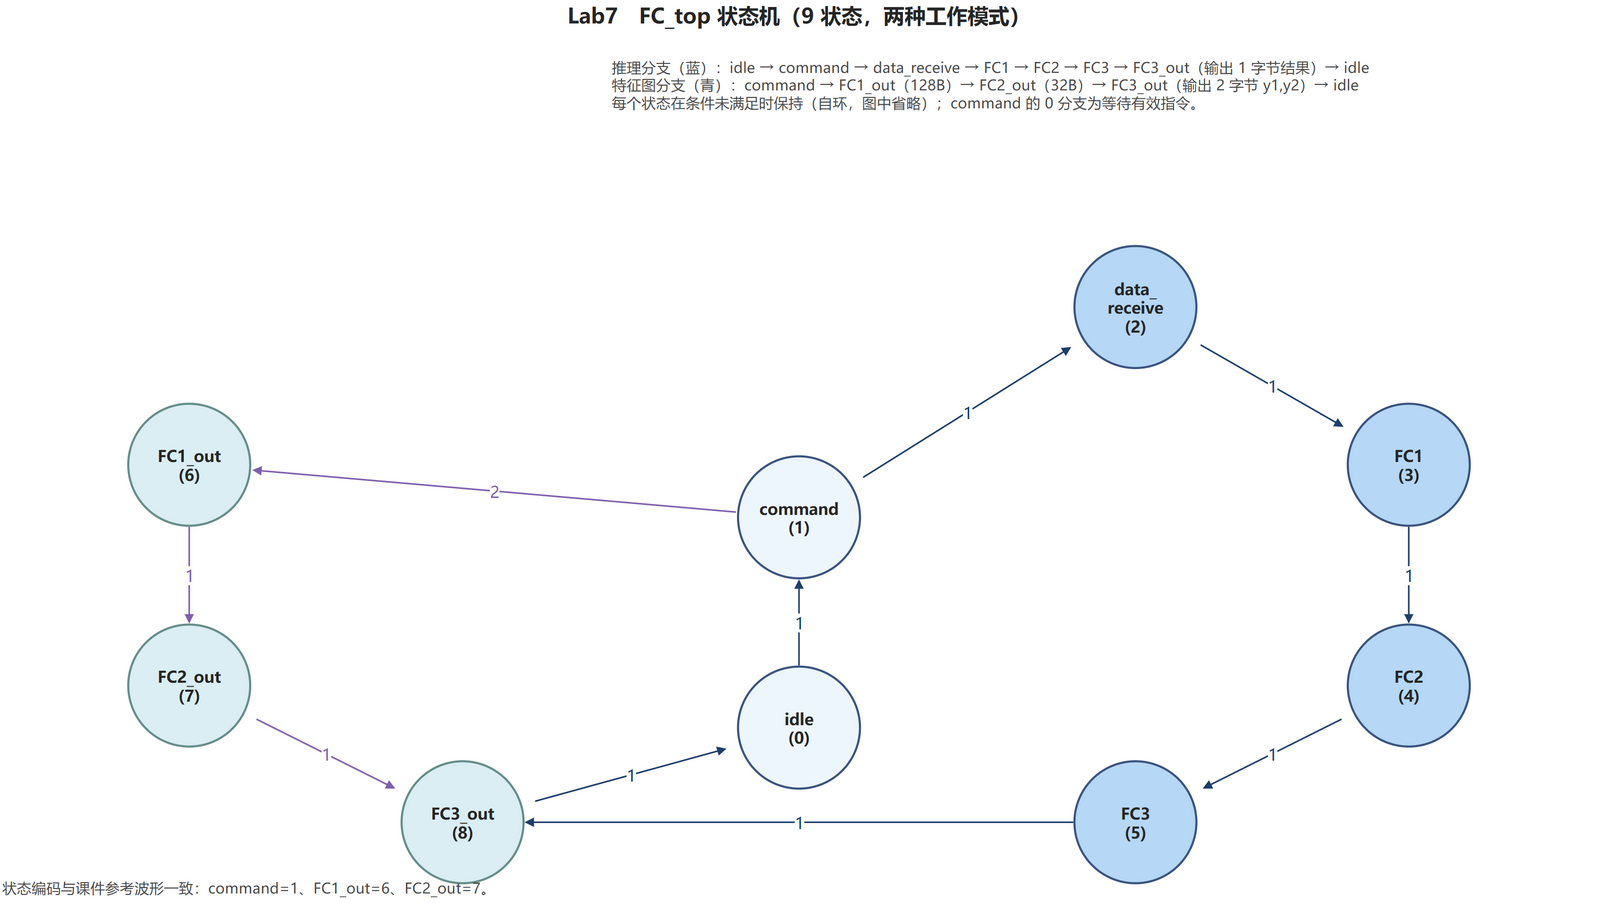 Lab7 FC_top 状态机（9 状态，两种工作模式）
推理分支（蓝）：idle → command → data_receive → FC1 → FC2 → FC3 → FC3_out（输出 1 字节结果）→ idle
特征图分支（青）：command → FC1_out（128B）→ FC2_out（32B）→ FC3_out（输出 2 字节 y1,y2）→ idle
每个状态在条件未满足时保持（自环，图中省略）；command 的 0 分支为等待有效指令。
data_
receive
(2)
1
1
FC1_out
(6)
FC1
(3)
2
command
(1)
1
1
1
FC2_out
(7)
FC2
(4)
idle
(0)
1
1
1
FC3_out
(8)
1
FC3
(5)
状态编码与课件参考波形一致：command=1、FC1_out=6、FC2_out=7。